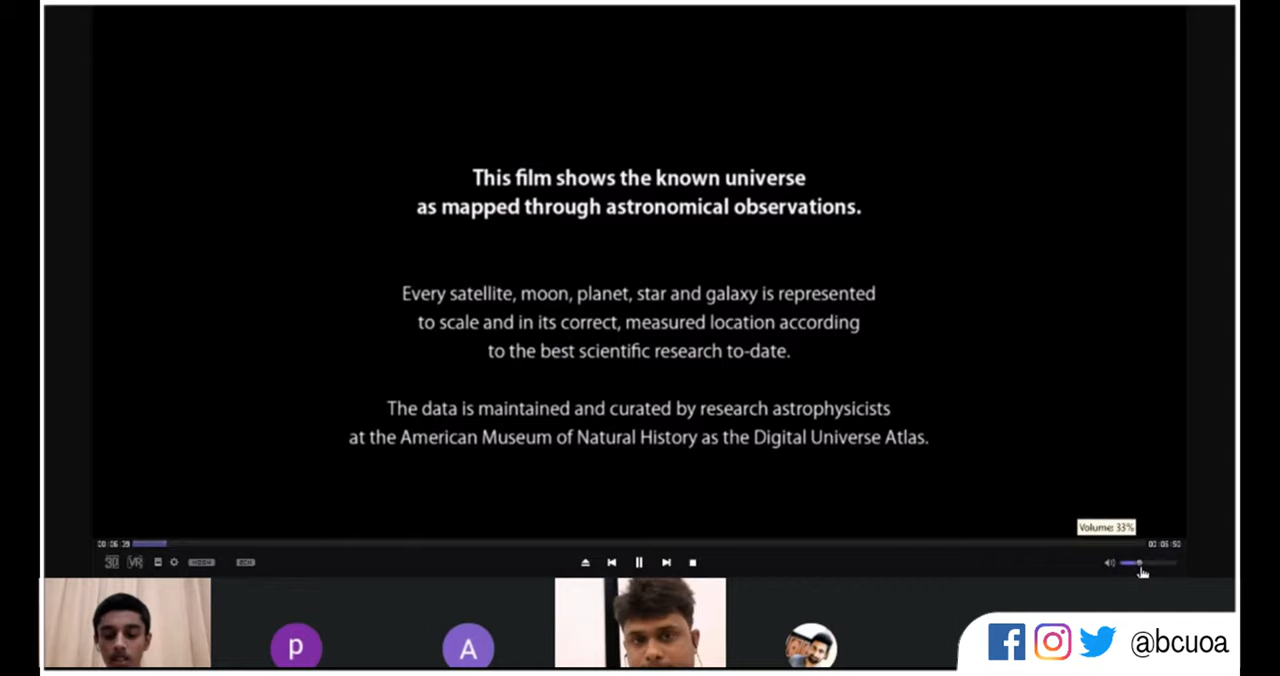 This film shows the known universe
as mapped through astronomical observations.
Every satellite, moon, planet, star and galaxy is represented
to scale and in its correct, measured location according
to the best scientific research to-date.
The data is maintained and curated by research astrophysicists
at the American Museum of Natural History as the Digital Universe Atlas.
Volume: 33%
00:06:50
3D VR
p
A
@bcuoa